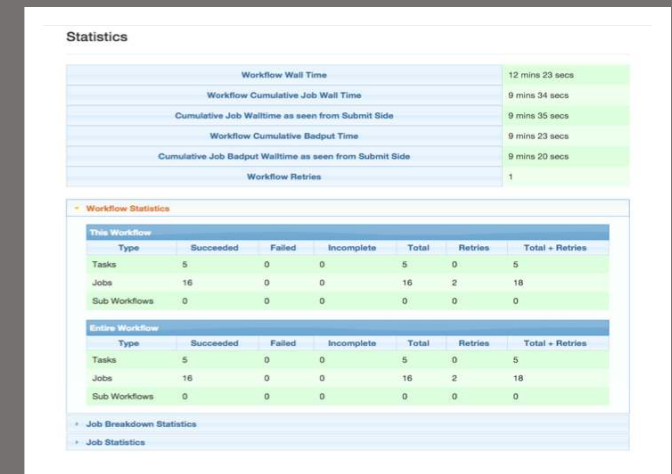 Statistics
Workflow Wall Time 12 mins 23 secs
Workflow Cumulative Job Wall Time 9 mins 34 secs
Cumulative Job Walltime as seen from Submit Side 9 mins 35 secs
Workflow Cumulative Badput Time 9 mins 23 secs
Cumulative Job Badput Walltime as seen from Submit Side 9 mins 20 secs
Workflow Retries 1
Workflow Statistics
This Workflow
Type Succeeded Failed Incomplete Total Retries Total + Retries
Tasks 5 0 0 5 0 5
Jobs 16 0 0 16 2 18
Sub Workflows 0 0 0 0 0 0
Entire Workflow
Type Succeeded Failed Incomplete Total Retries Total + Retries
Tasks 5 0 0 5 0 5
Jobs 16 0 0 16 2 18
Sub Workflows 0 0 0 0 0 0
Job Breakdown Statistics
Job Statistics